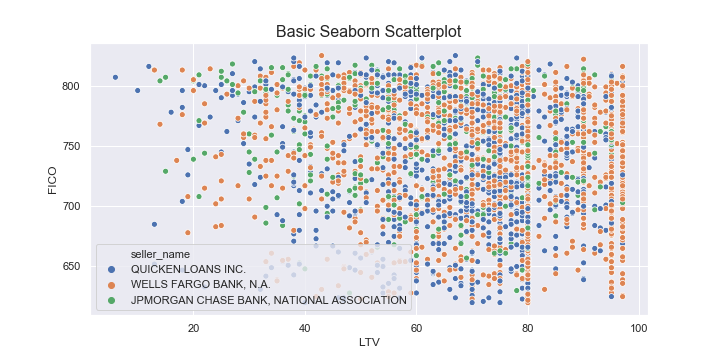 Basic Seaborn Scatterplot
800
750
700
650
FICO
seller_name
QUICKEN LOANS INC.
WELLS FARGO BANK, N.A.
JPMORGAN CHASE BANK, NATIONAL ASSOCIATION
20 40 60 80 100
LTV